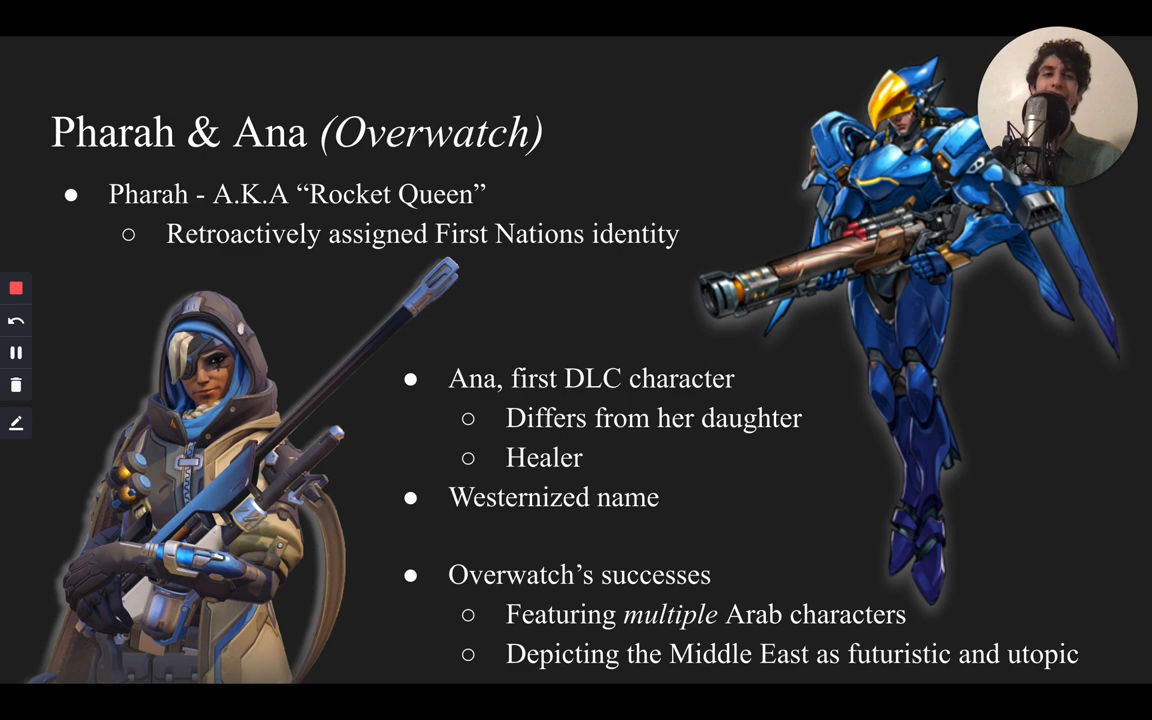 Pharah & Ana (Overwatch)
● Pharah - A.K.A “Rocket Queen”
○ Retroactively assigned First Nations identity
● Ana, first DLC character
○ Differs from her daughter
○ Healer
● Westernized name
● Overwatch’s successes
○ Featuring multiple Arab characters
○ Depicting the Middle East as futuristic and utopic